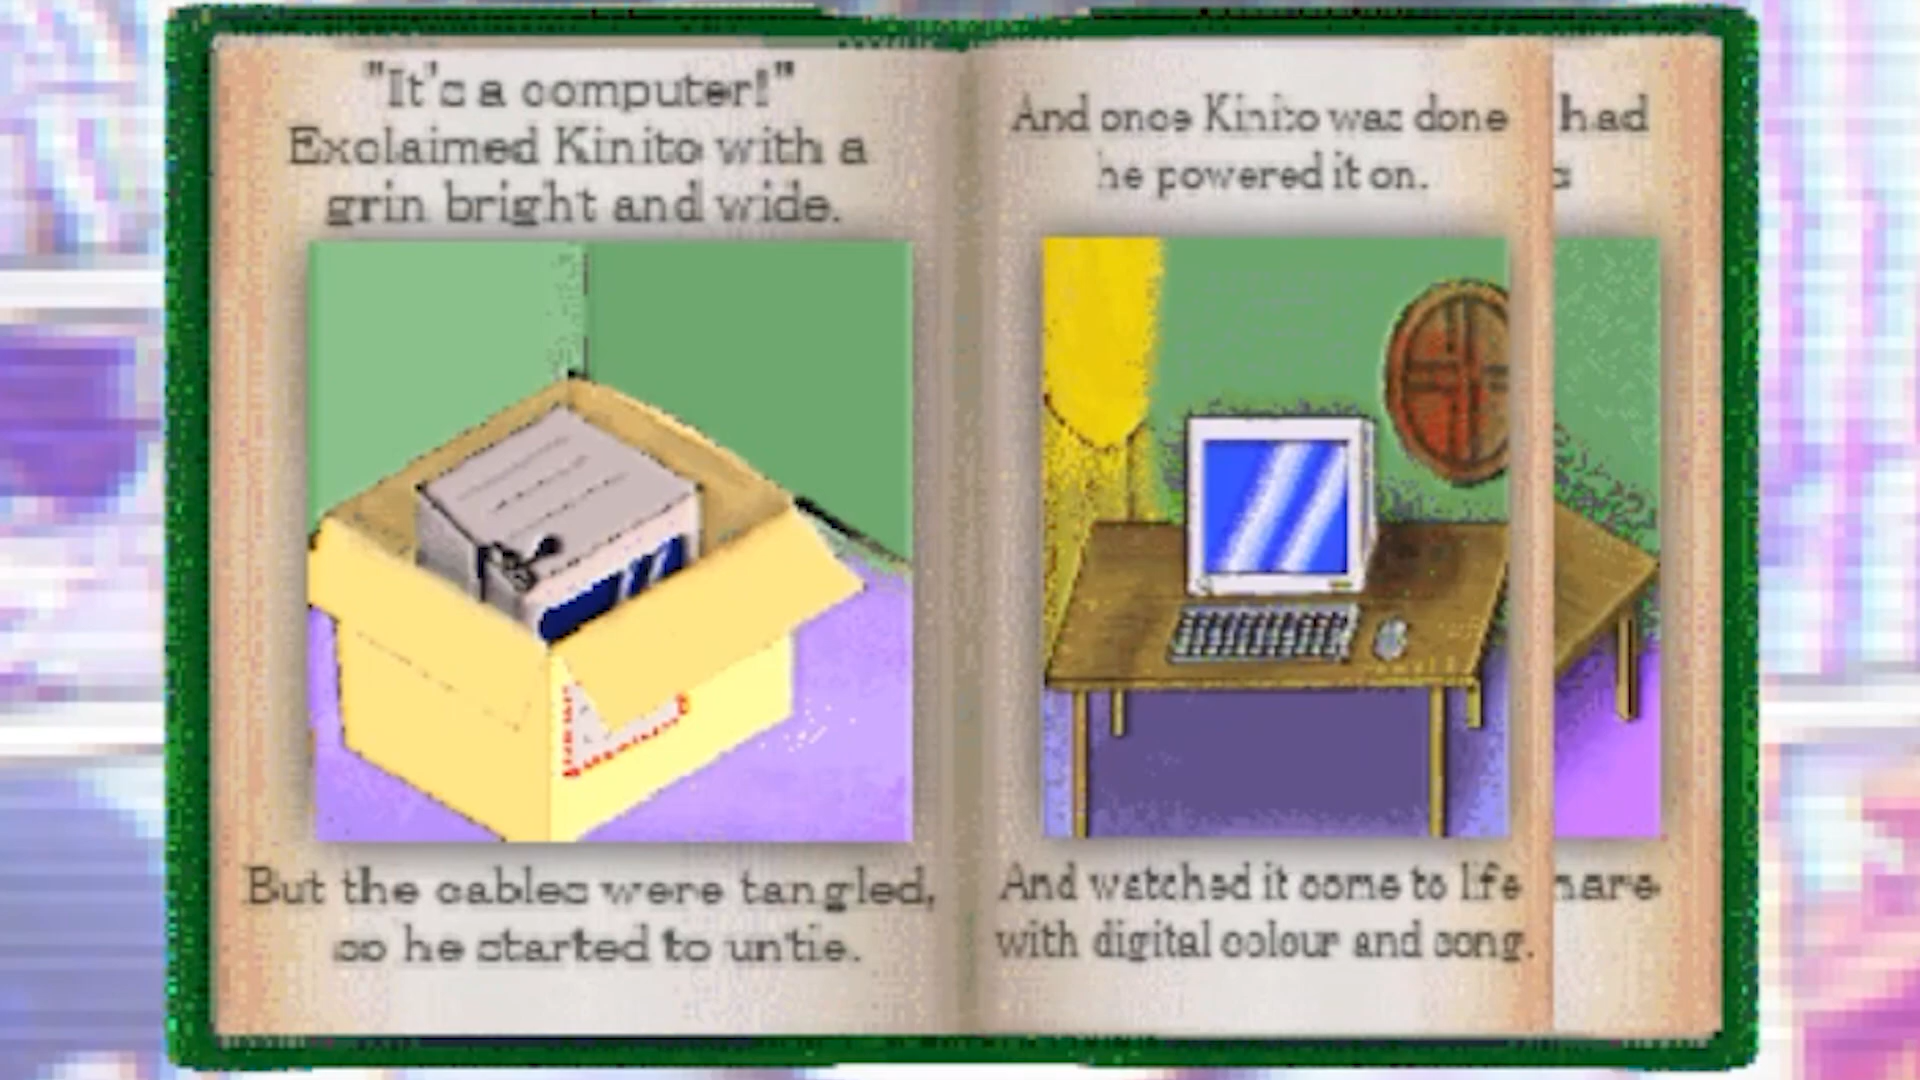 "It's a computer!"
Exclaimed Kinito with a
grin bright and wide.
But the cables were tangled,
so he started to untie.
And once Kinito was done
he powered it on.
And watched it come to life
with digital colour and song.
had